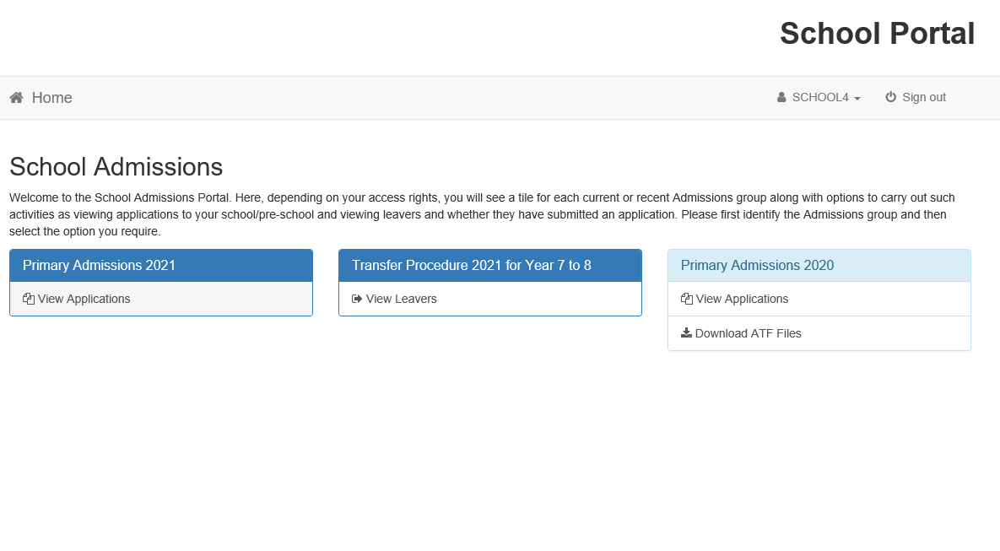 School Portal
Home
SCHOOL4
Sign out
School Admissions
Welcome to the School Admissions Portal. Here, depending on your access rights, you will see a tile for each current or recent Admissions group along with options to carry out such
activities as viewing applications to your school/pre-school and viewing leavers and whether they have submitted an application. Please first identify the Admissions group and then
select the option you require.
Primary Admissions 2021
View Applications
Transfer Procedure 2021 for Year 7 to 8
View Leavers
Primary Admissions 2020
View Applications
Download ATF Files